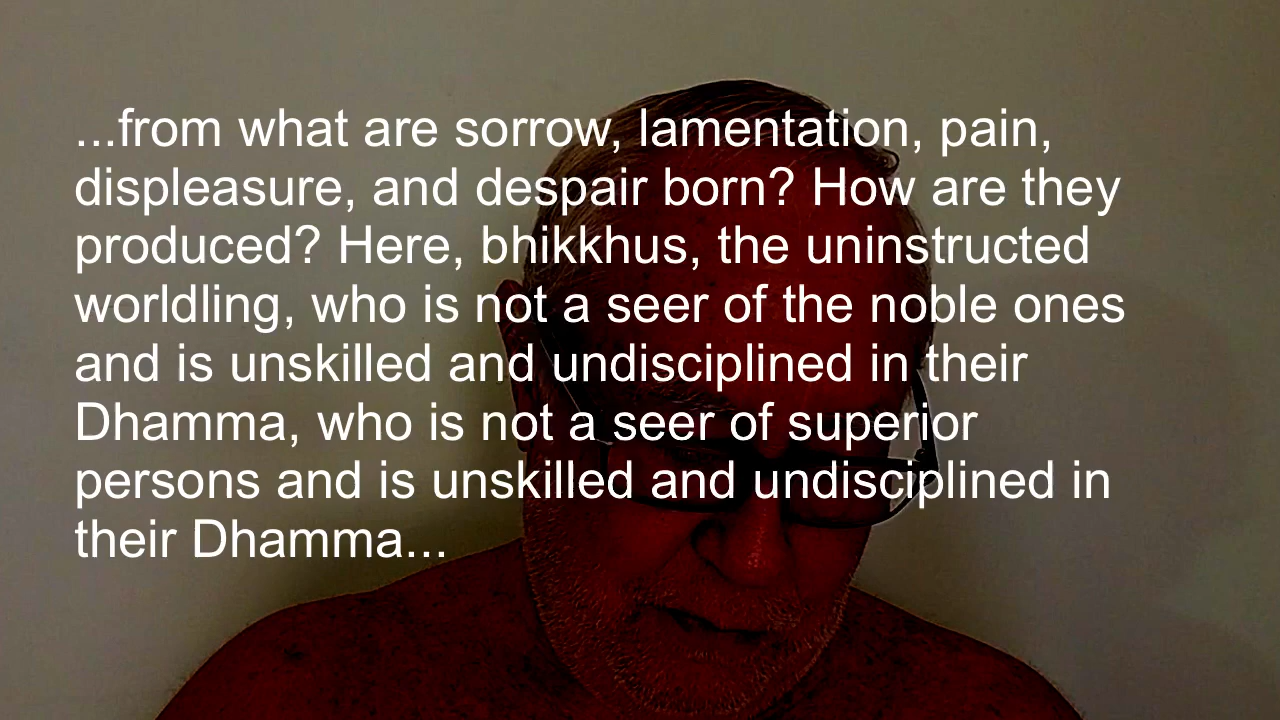 ...from what are sorrow, lamentation, pain,
displeasure, and despair born? How are they
produced? Here, bhikkhus, the uninstructed
worldling, who is not a seer of the noble ones
and is unskilled and undisciplined in their
Dhamma, who is not a seer of superior
persons and is unskilled and undisciplined in
their Dhamma...